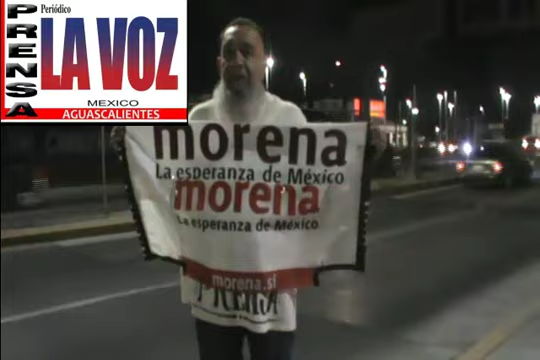 PRENSA
Periódico
LA VOZ
MEXICO
AGUASCALIENTES
morena
La esperanza de México
morena
La esperanza de México
morena.si